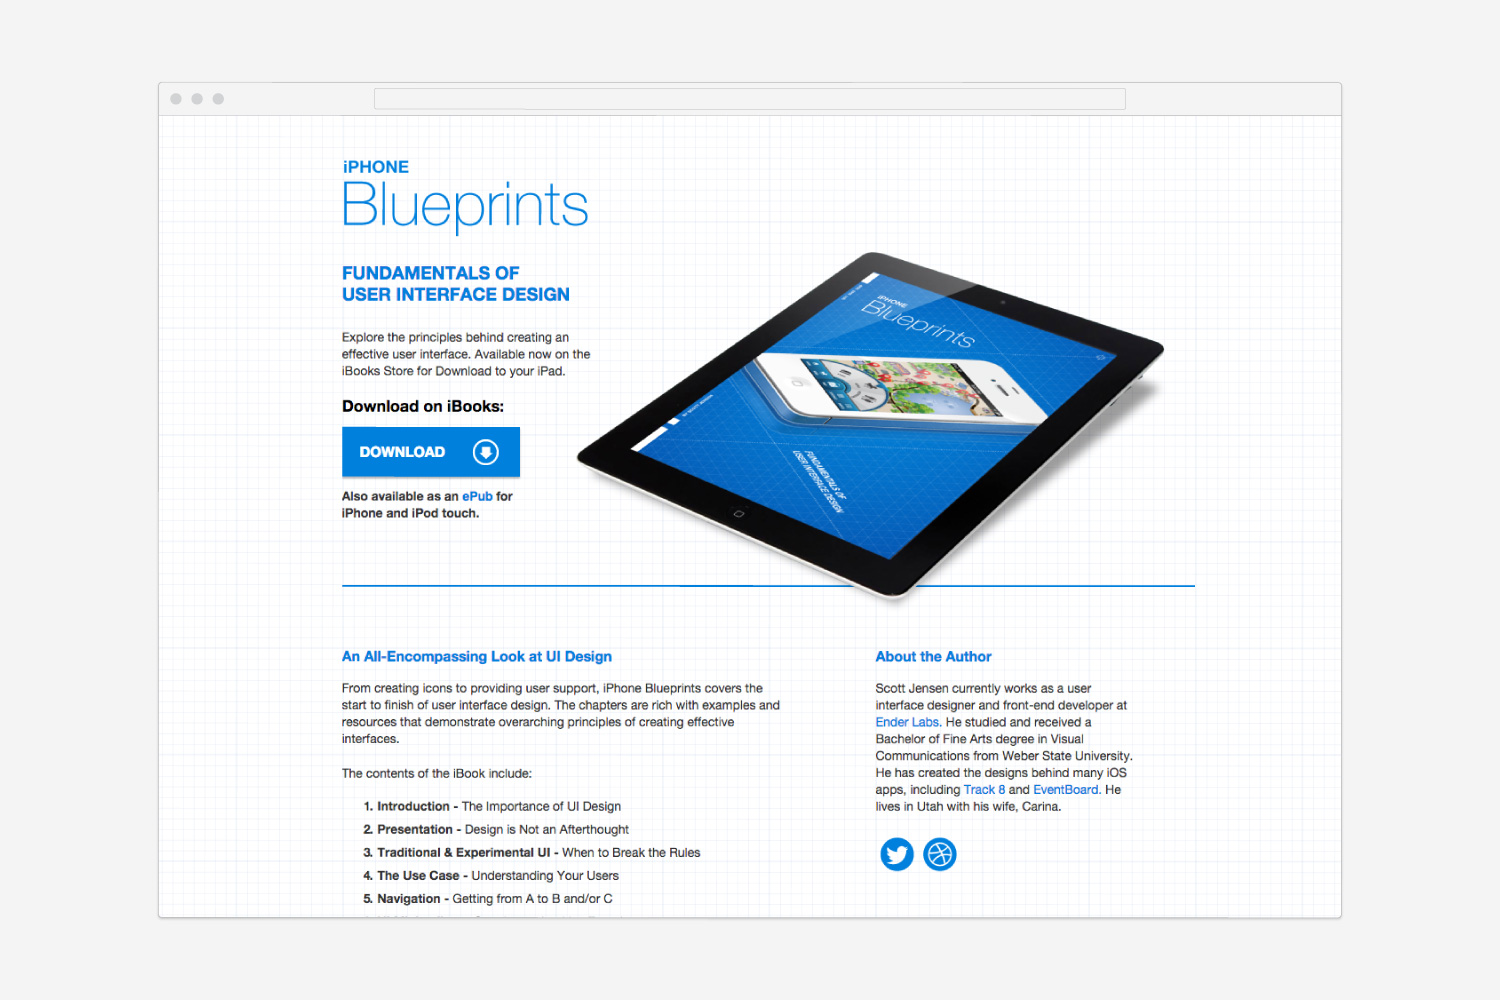 iPHONE
Blueprints
FUNDAMENTALS OF
USER INTERFACE DESIGN
Explore the principles behind creating an
effective user interface. Available now on the
iBooks Store for Download to your iPad.
Download on iBooks:
DOWNLOAD
Also available as an ePub for
iPhone and iPod touch.
iPHONE
Blueprints
FUNDAMENTALS OF
USER INTERFACE DESIGN
An All-Encompassing Look at UI Design
From creating icons to providing user support, iPhone Blueprints covers the
start to finish of user interface design. The chapters are rich with examples and
resources that demonstrate overarching principles of creating effective
interfaces.
The contents of the iBook include:
1. Introduction - The Importance of UI Design
2. Presentation - Design is Not an Afterthought
3. Traditional & Experimental UI - When to Break the Rules
4. The Use Case - Understanding Your Users
5. Navigation - Getting from A to B and/or C
About the Author
Scott Jensen currently works as a user
interface designer and front-end developer at
Ender Labs. He studied and received a
Bachelor of Fine Arts degree in Visual
Communications from Weber State University.
He has created the designs behind many iOS
apps, including Track 8 and EventBoard. He
lives in Utah with his wife, Carina.